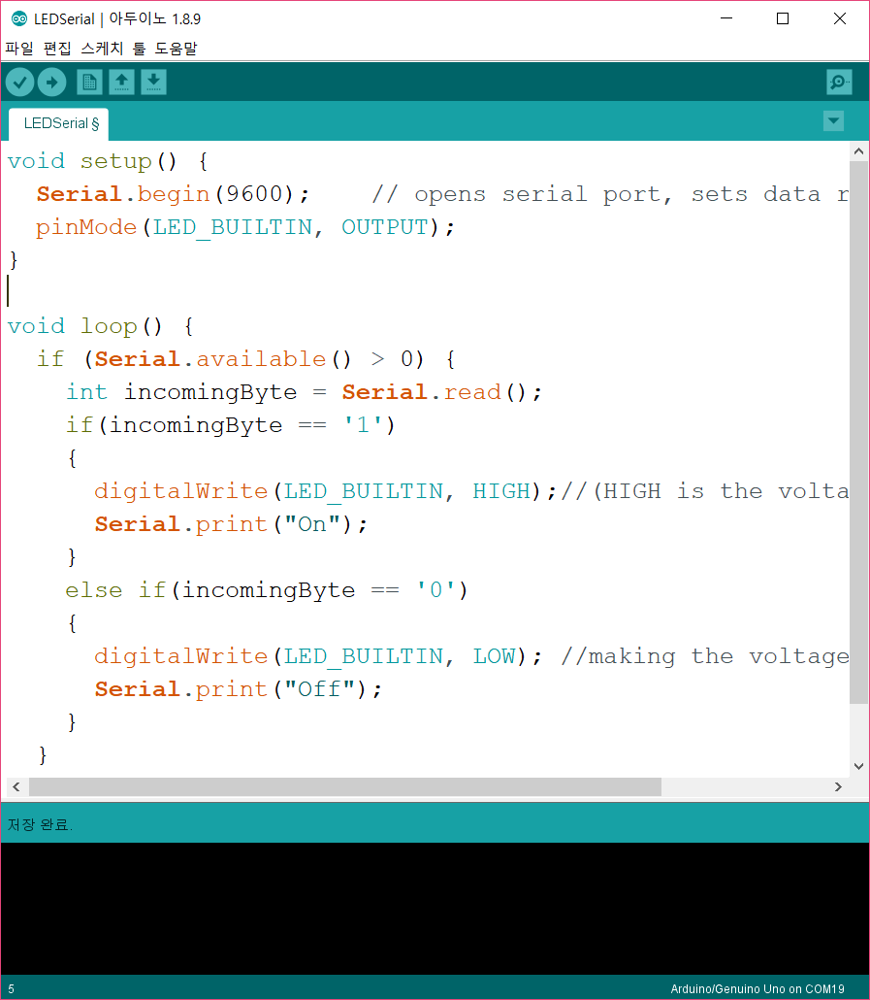 LEDSerial | 아두이노 1.8.9
파일 편집 스케치 툴 도움말
LEDSerial §
void setup() {
  Serial.begin(9600);    // opens serial port, sets data r
  pinMode(LED_BUILTIN, OUTPUT);
}
void loop() {
  if (Serial.available() > 0) {
    int incomingByte = Serial.read();
    if(incomingByte == '1')
    {
      digitalWrite(LED_BUILTIN, HIGH);//(HIGH is the volta
      Serial.print("On");
    }
    else if(incomingByte == '0')
    {
      digitalWrite(LED_BUILTIN, LOW); //making the voltage
      Serial.print("Off");
    }
  }
저장 완료.
5
Arduino/Genuino Uno on COM19